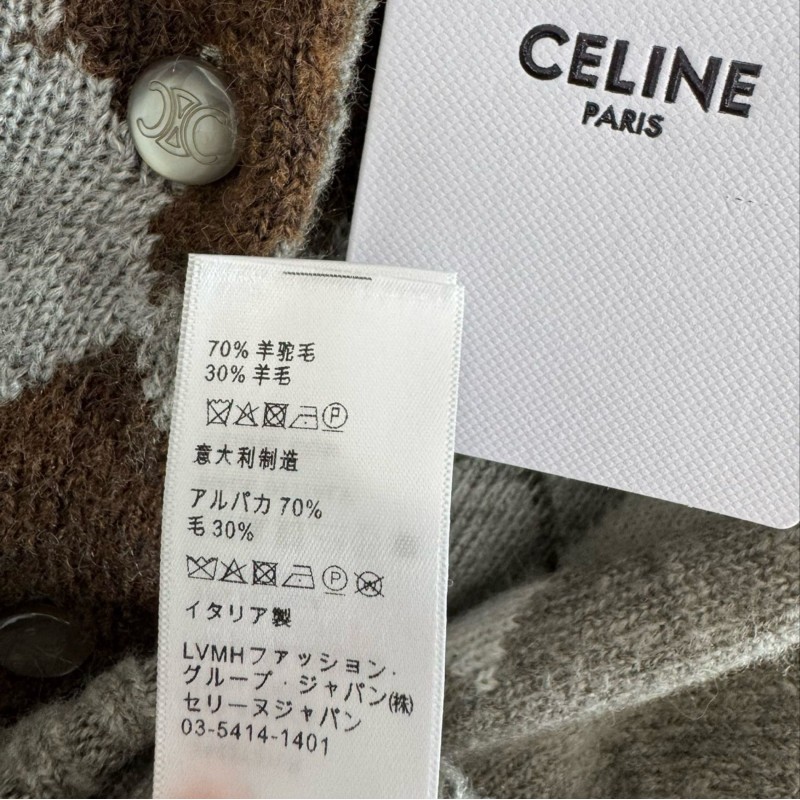 CELINE
PARIS
70% 羊驼毛
30% 羊毛
P
意大利制造
アルパカ 70%
毛 30%
P W
イタリア製
LVMHファッション・
グループ・ジャパン(株)
セリーヌジャパン
03-5414-1401